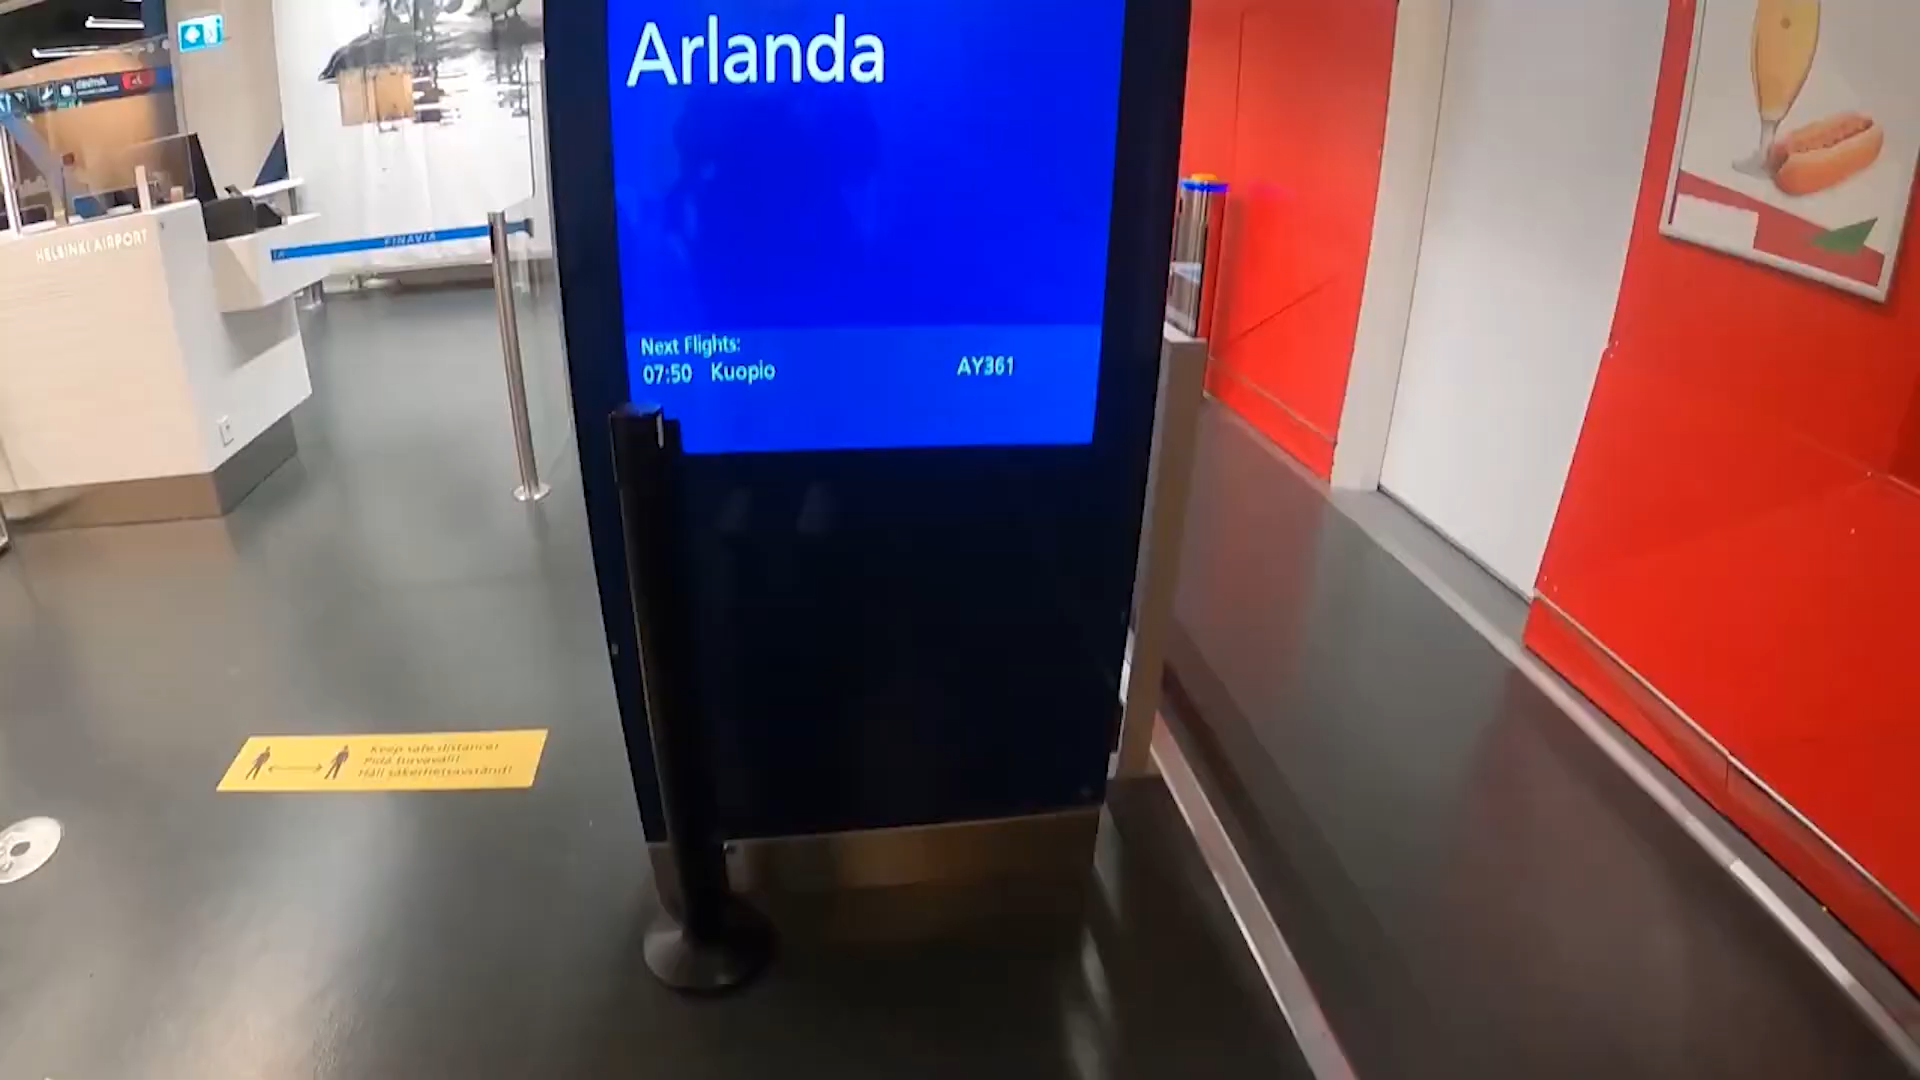 Arlanda
HELSINKI AIRPORT
FINAVIA
Next Flights:
07:50 Kuopio AY361
Keep safe distance!
Pidä turvaväli!
Håll säkerhetsavstånd!